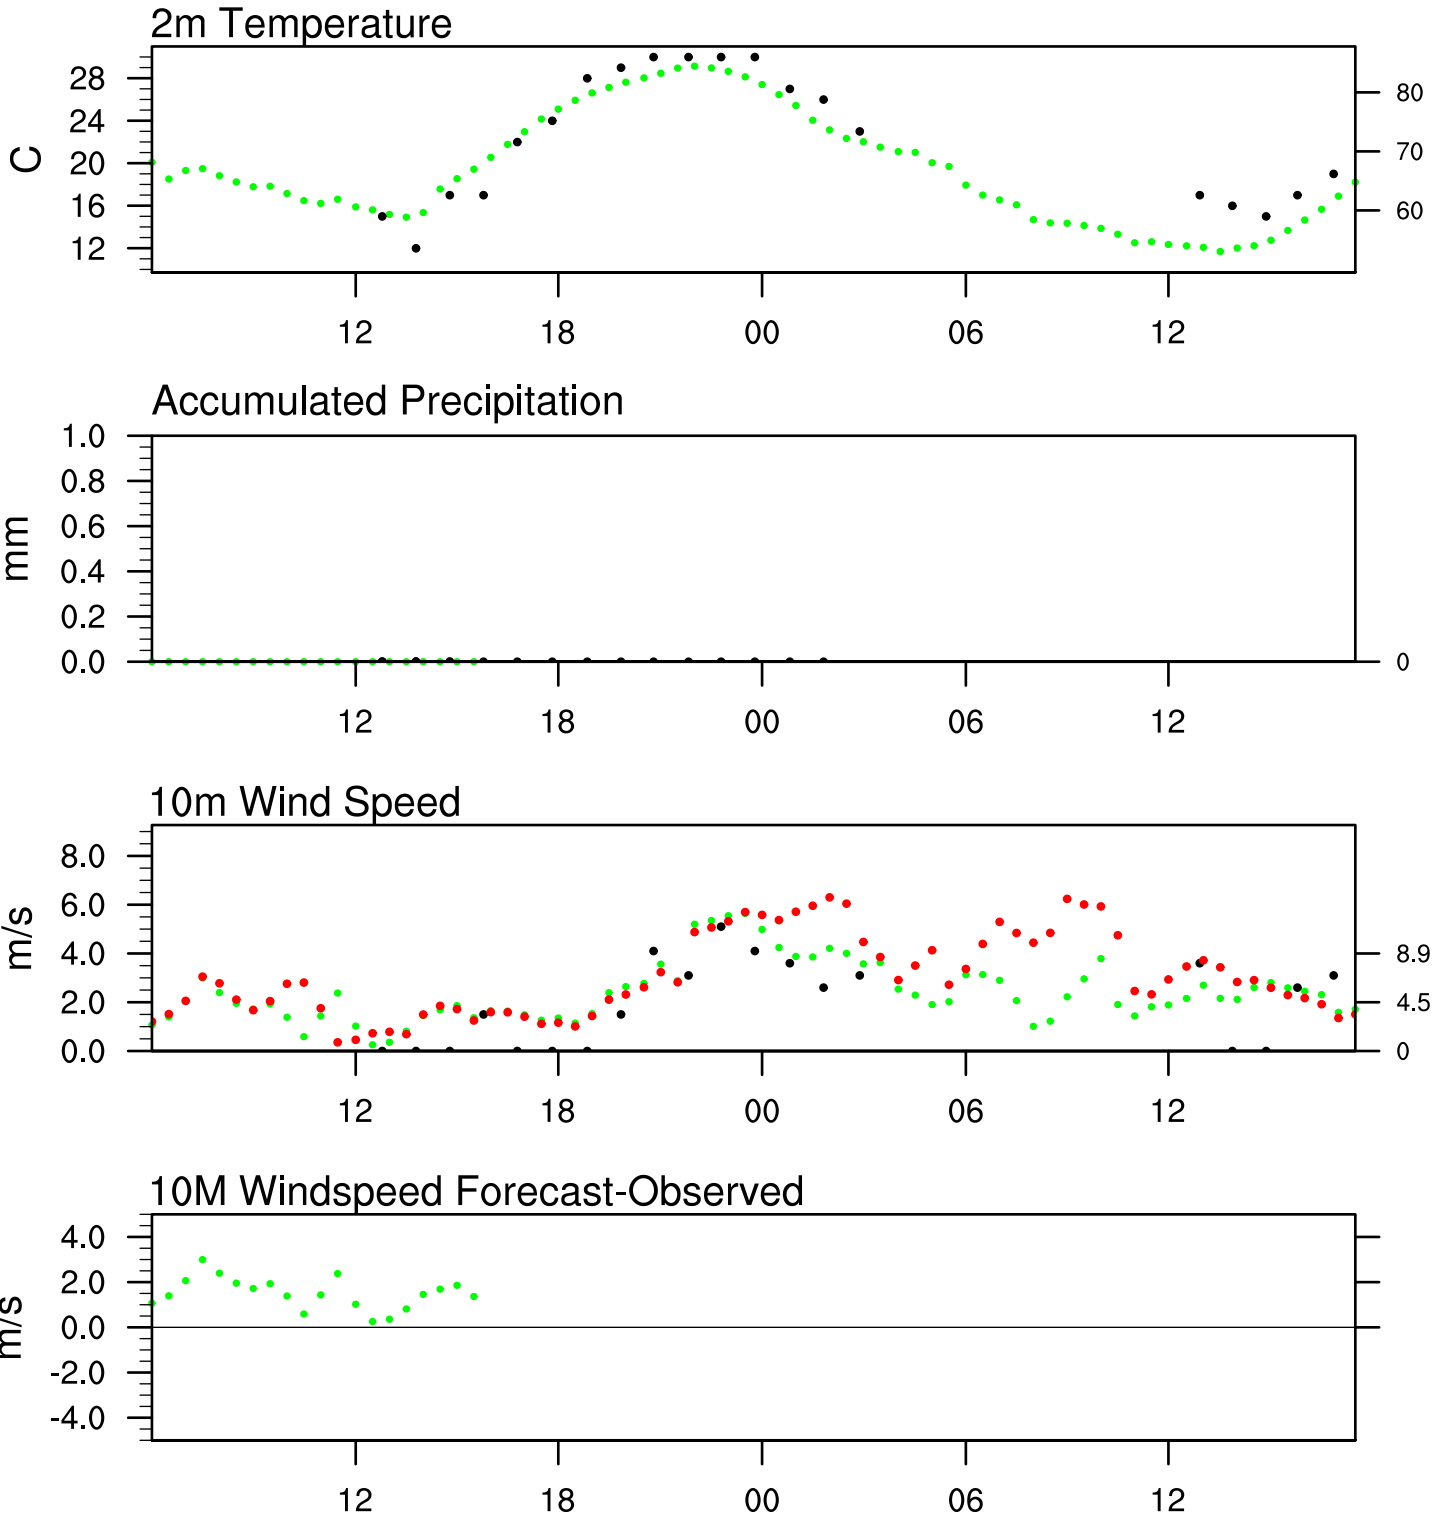 2m Temperature
C
28
24
20
16
12
80
70
60
12 18 00 06 12
Accumulated Precipitation
mm
1.0
0.8
0.6
0.4
0.2
0.0
0
12 18 00 06 12
10m Wind Speed
m/s
8.0
6.0
4.0
2.0
0.0
8.9
4.5
0
12 18 00 06 12
10M Windspeed Forecast-Observed
m/s
4.0
2.0
0.0
-2.0
-4.0
12 18 00 06 12